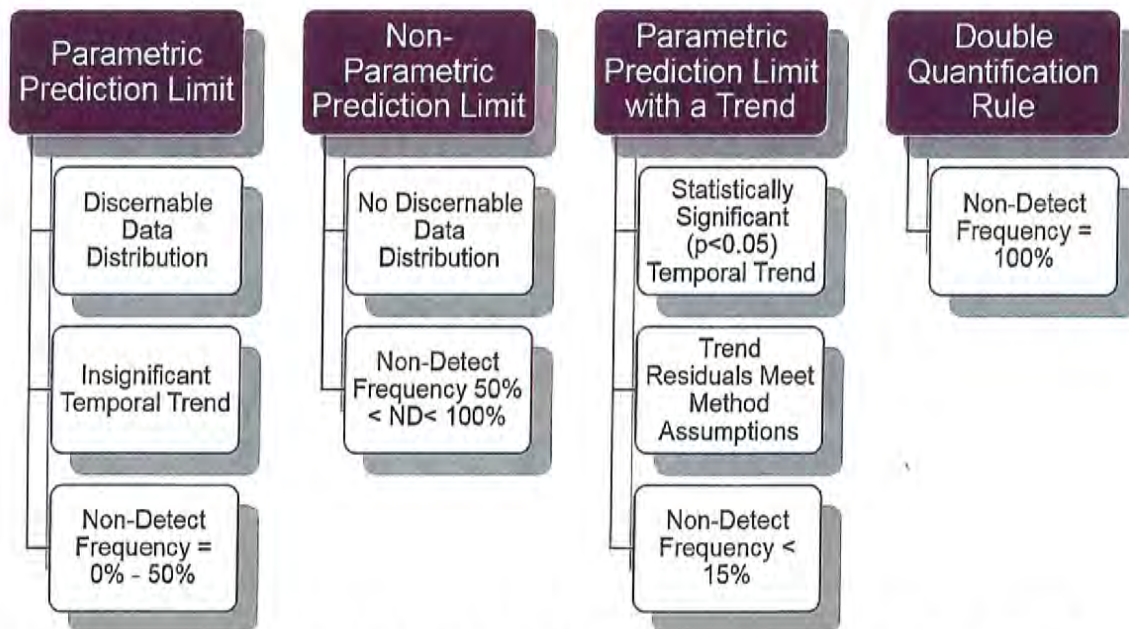 Parametric
Prediction Limit
Discernable
Data
Distribution
Insignificant
Temporal Trend
Non-Detect
Frequency =
0% - 50%
Non-
Parametric
Prediction Limit
No Discernable
Data
Distribution
Non-Detect
Frequency 50%
< ND< 100%
Parametric
Prediction Limit
with a Trend
Statistically
Significant
(p<0.05)
Temporal Trend
Trend
Residuals Meet
Method
Assumptions
Non-Detect
Frequency <
15%
Double
Quantification
Rule
Non-Detect
Frequency =
100%